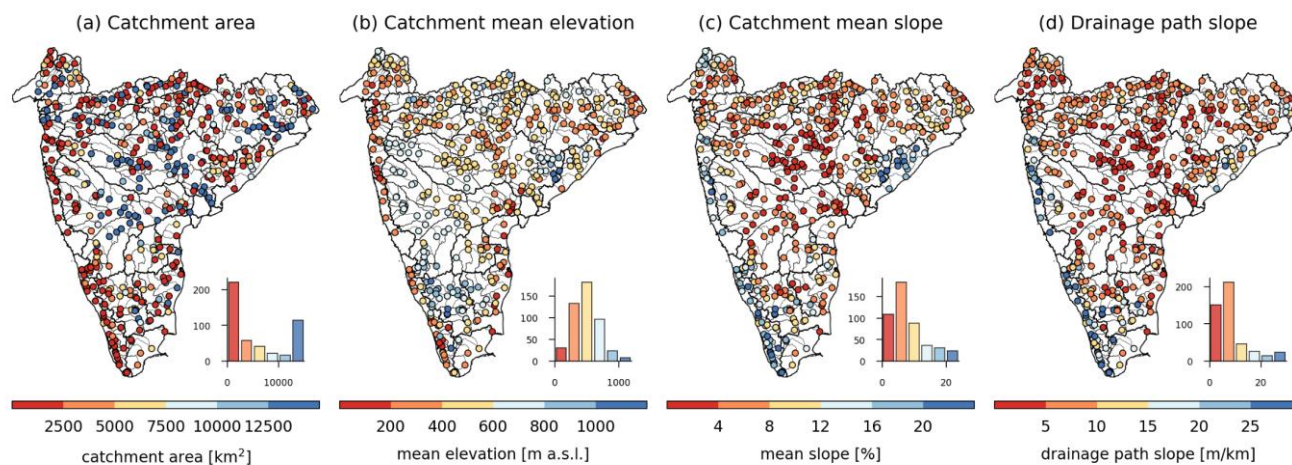 (a) Catchment area
(b) Catchment mean elevation
(c) Catchment mean slope
(d) Drainage path slope
200
100
0
0 10000
150
100
50
0
0 1000
150
100
50
0
0 20
200
100
0
0 20
2500 5000 7500 10000 12500
200 400 600 800 1000
4 8 12 16 20
5 10 15 20 25
catchment area [km²]
mean elevation [m a.s.l.]
mean slope [%]
drainage path slope [m/km]